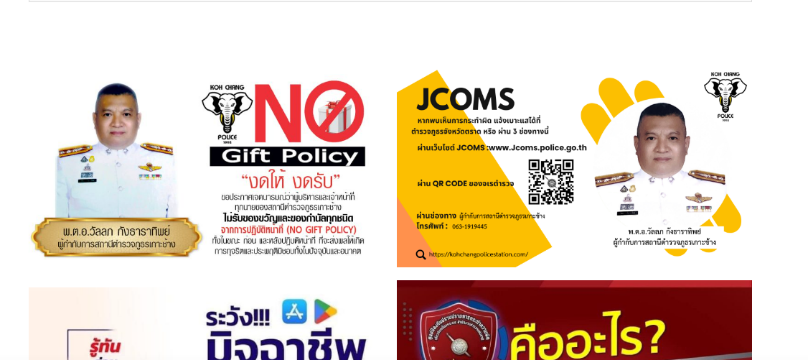 KOH CHANG
POLICE
NO
Gift Policy
“งดให้ งดรับ”
ขอประกาศเจตนารมณ์ว่าผู้บริหารและเจ้าหน้าที่
ทุกนายของสถานีตำรวจภูธรเกาะช้าง
ไม่รับของขวัญและของกำนัลทุกชนิด
จากการปฏิบัติหน้าที่ (NO GIFT POLICY)
ทั้งในขณะ ก่อน และหลังปฏิบัติหน้าที่ ที่จะส่งผลให้เกิด
การทุจริตและประพฤติมิชอบทั้งในปัจจุบันและอนาคต
พ.ต.อ.วัลลภ กังธาราทิพย์
ผู้กำกับการสถานีตำรวจภูธรเกาะช้าง
JCOMS
หากพบเห็นการกระทำผิด แจ้งเบาะแสได้ที่
ตำรวจภูธรจังหวัดตราด หรือ ผ่าน 3 ช่องทางนี้
ผ่านเว็บไซต์ JCOMS :www.Jcoms.police.go.th
ผ่าน QR CODE ของจเรตำรวจ
ผ่านช่องทาง ผู้กำกับการสถานีตำรวจภูธรเกาะช้าง
โทรศัพท์ : 063-1919445
https://kohchangpolicestation.com/
KOH CHANG
POLICE
พ.ต.อ.วัลลภ กังธาราทิพย์
ผู้กำกับการสถานีตำรวจภูธรเกาะช้าง
รู้ทัน
ระวัง!!!
มิจฉาชีพ
คืออะไร?